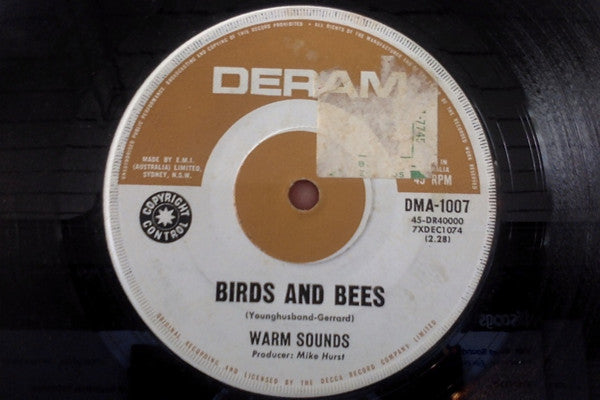 DERAM
MADE BY E.M.I.
(AUSTRALIA) LIMITED,
SYDNEY, N.S.W.
IN
45 RPM
COPYRIGHT
CONTROL
DMA-1007
45-DR40000
7XDEC1074
(2.28)
BIRDS AND BEES
(Younghusband-Gerrard)
WARM SOUNDS
Producer: Mike Hurst
ORIGINAL RECORDING AND LICENSED BY THE DECCA RECORD COMPANY LIMITED.